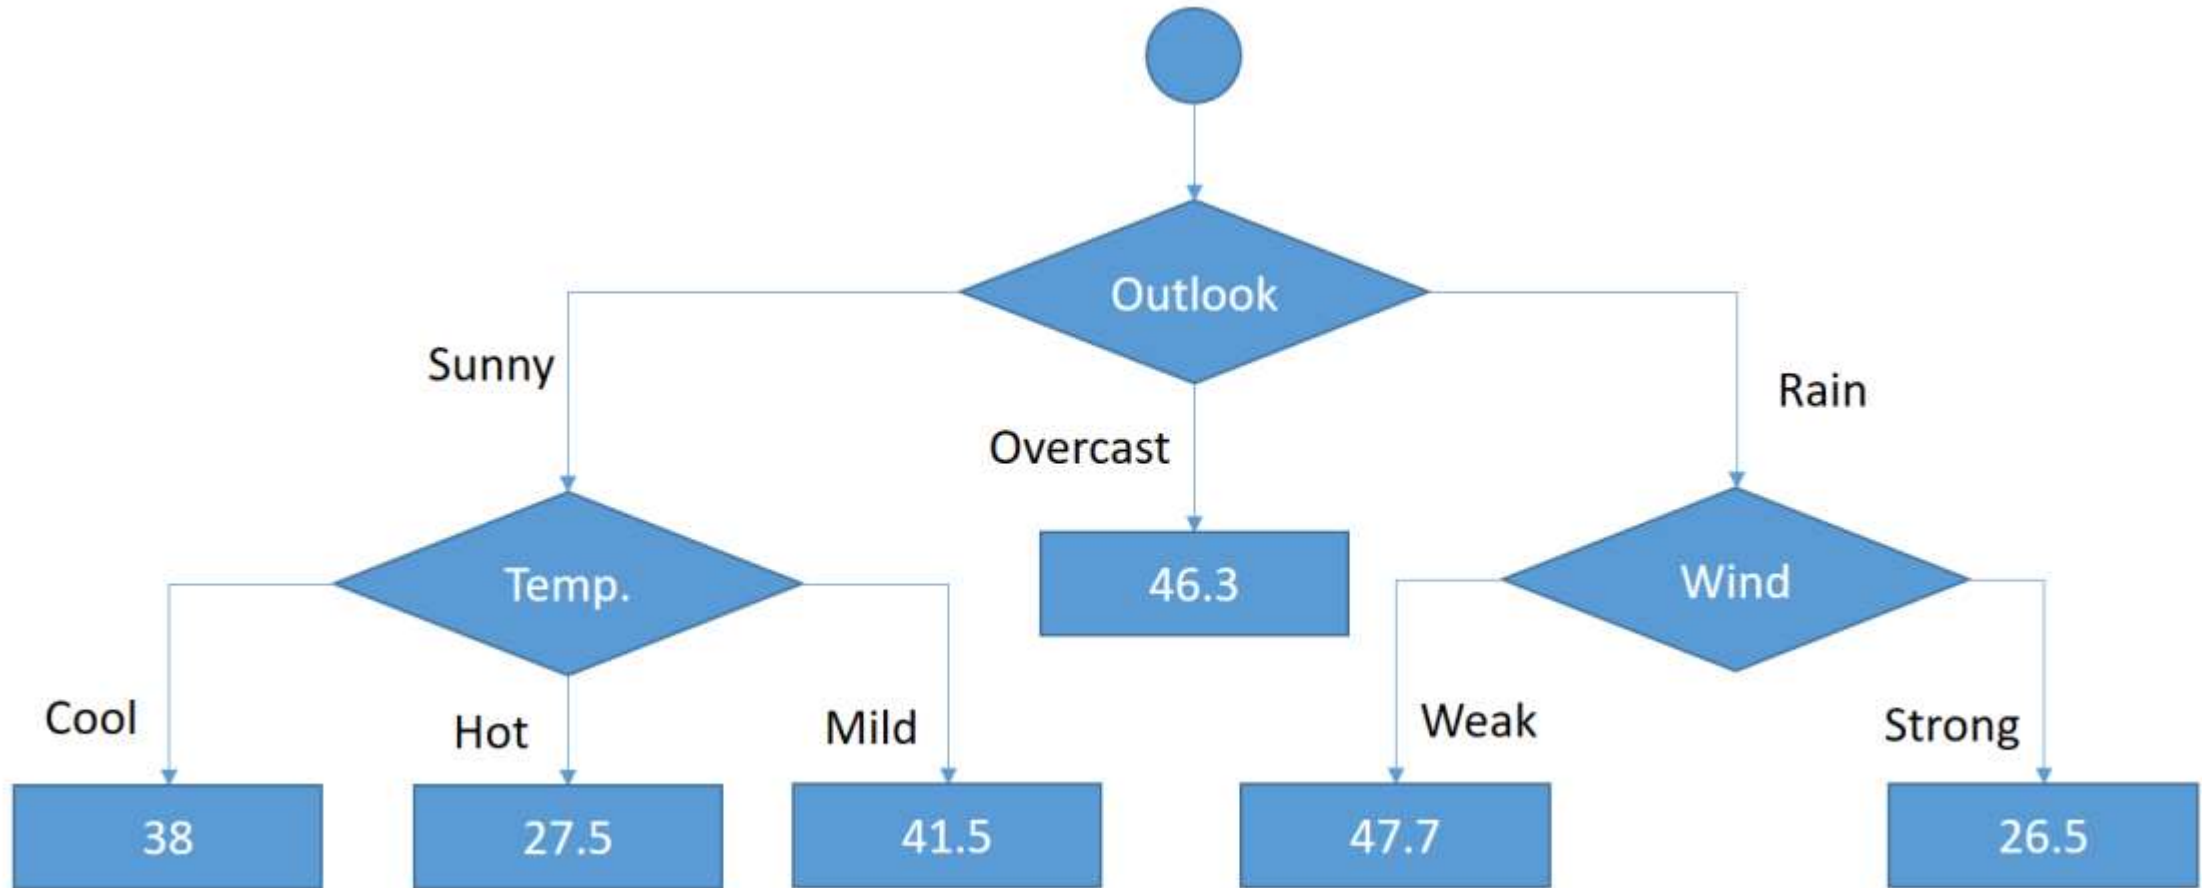 Outlook
Sunny
Rain
Overcast
Temp.
46.3
Wind
Cool
Hot
Mild
Weak
Strong
38
27.5
41.5
47.7
26.5